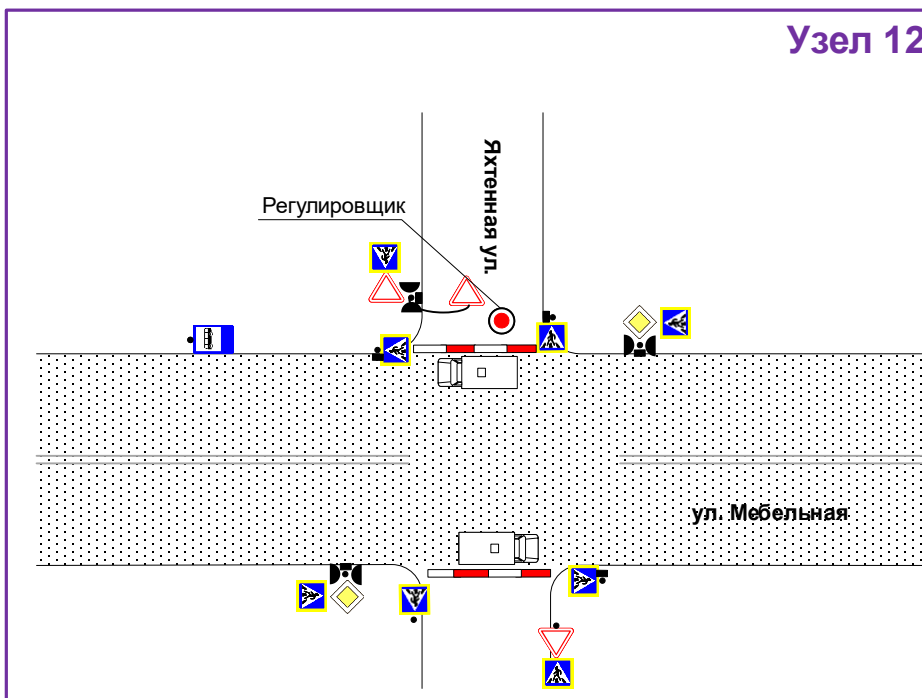 Узел 12
Яхтенная ул.
Регулировщик
ул. Мебельная